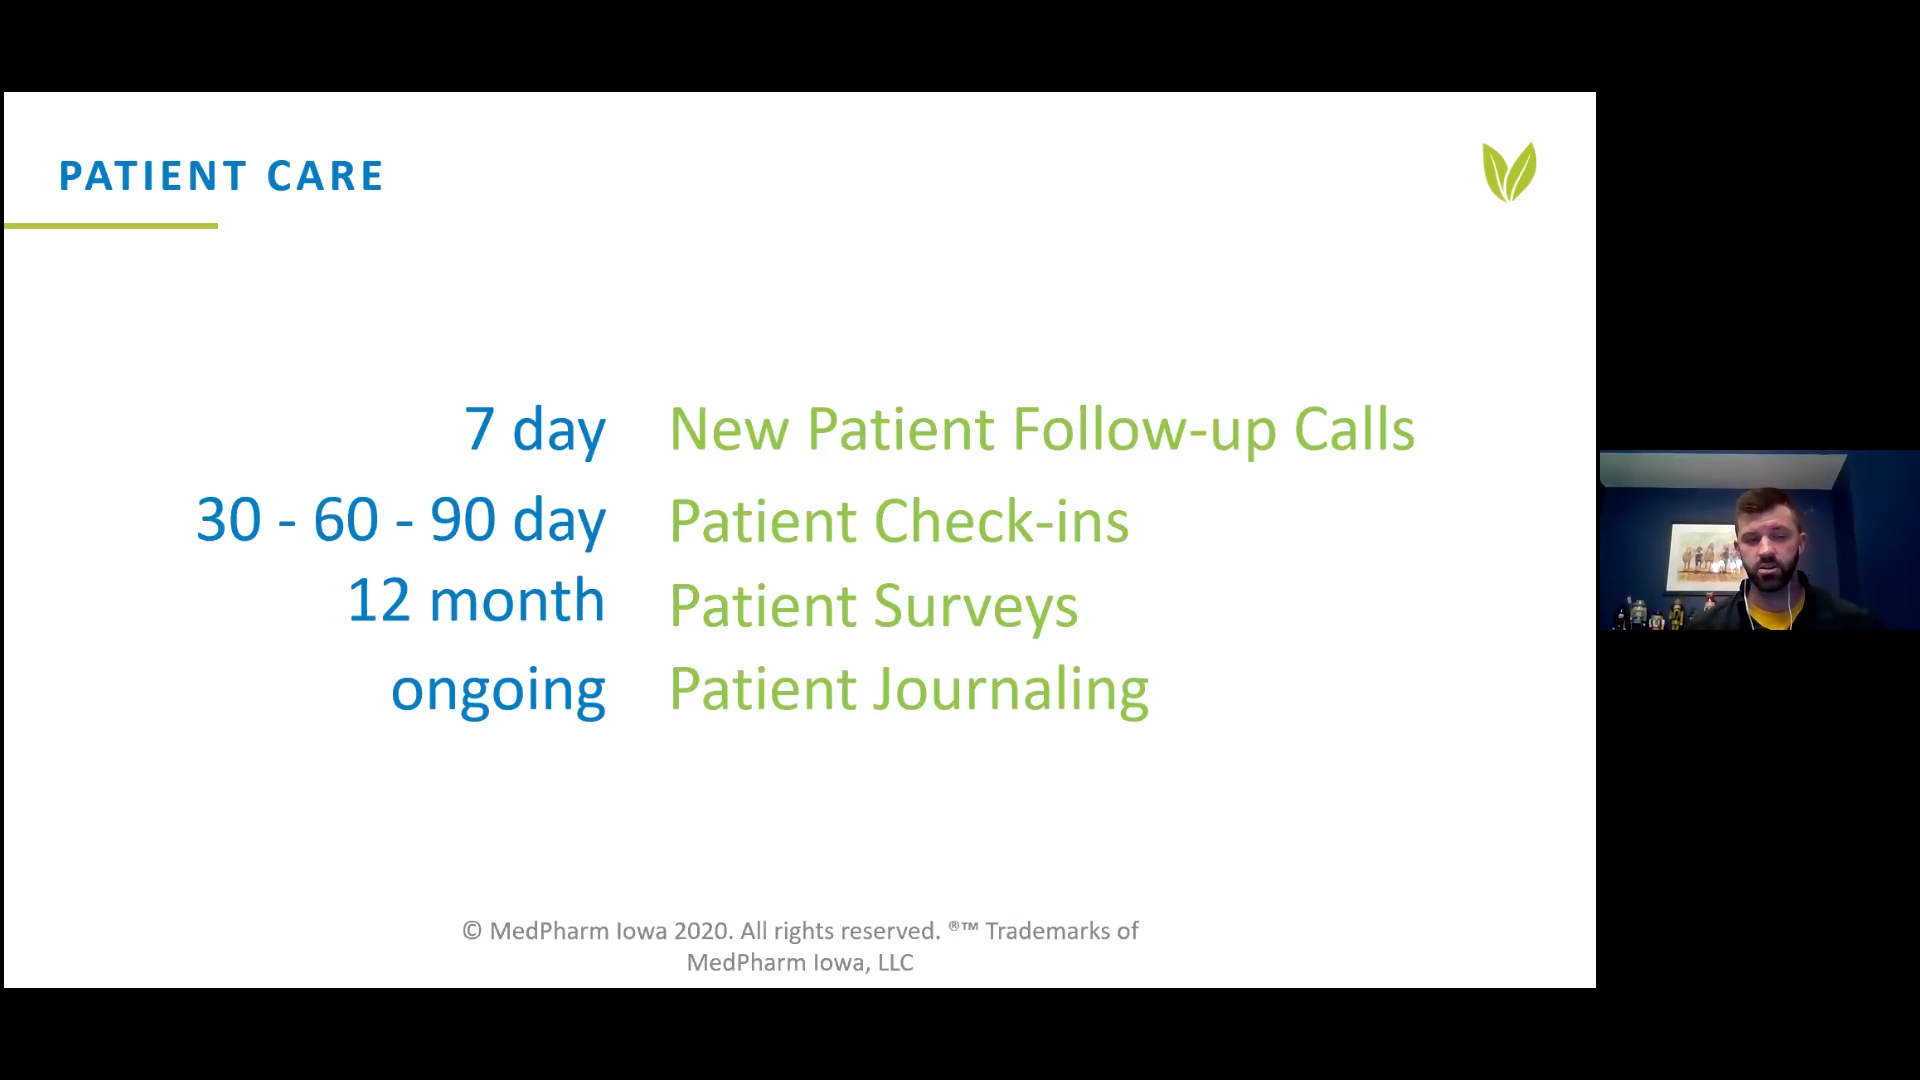 PATIENT CARE
7 day New Patient Follow-up Calls
30 - 60 - 90 day Patient Check-ins
12 month Patient Surveys
ongoing Patient Journaling
© MedPharm Iowa 2020. All rights reserved. ®™ Trademarks of
MedPharm Iowa, LLC